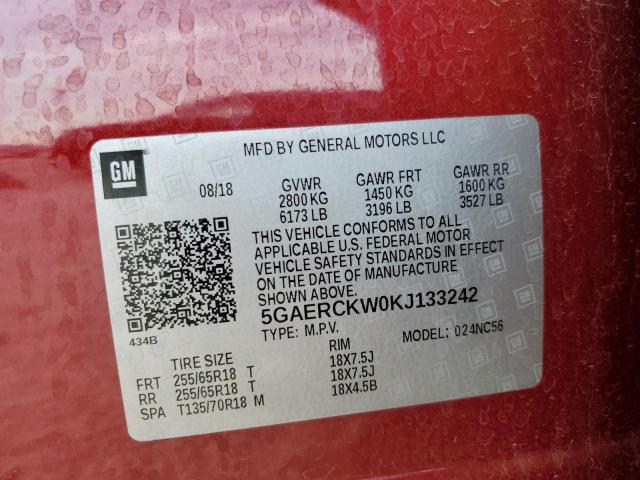 MFD BY GENERAL MOTORS LLC
GM
08/18 GVWR GAWR FRT GAWR RR
2800 KG 1450 KG 1600 KG
6173 LB 3196 LB 3527 LB
THIS VEHICLE CONFORMS TO ALL
APPLICABLE U.S. FEDERAL MOTOR
VEHICLE SAFETY STANDARDS IN EFFECT
ON THE DATE OF MANUFACTURE
SHOWN ABOVE.
434B 5GAERCKW0KJ133242
TYPE: M.P.V. MODEL: 024NC56
TIRE SIZE RIM
FRT 255/65R18 T 18X7.5J
RR 255/65R18 T 18X7.5J
SPA T135/70R18 M 18X4.5B